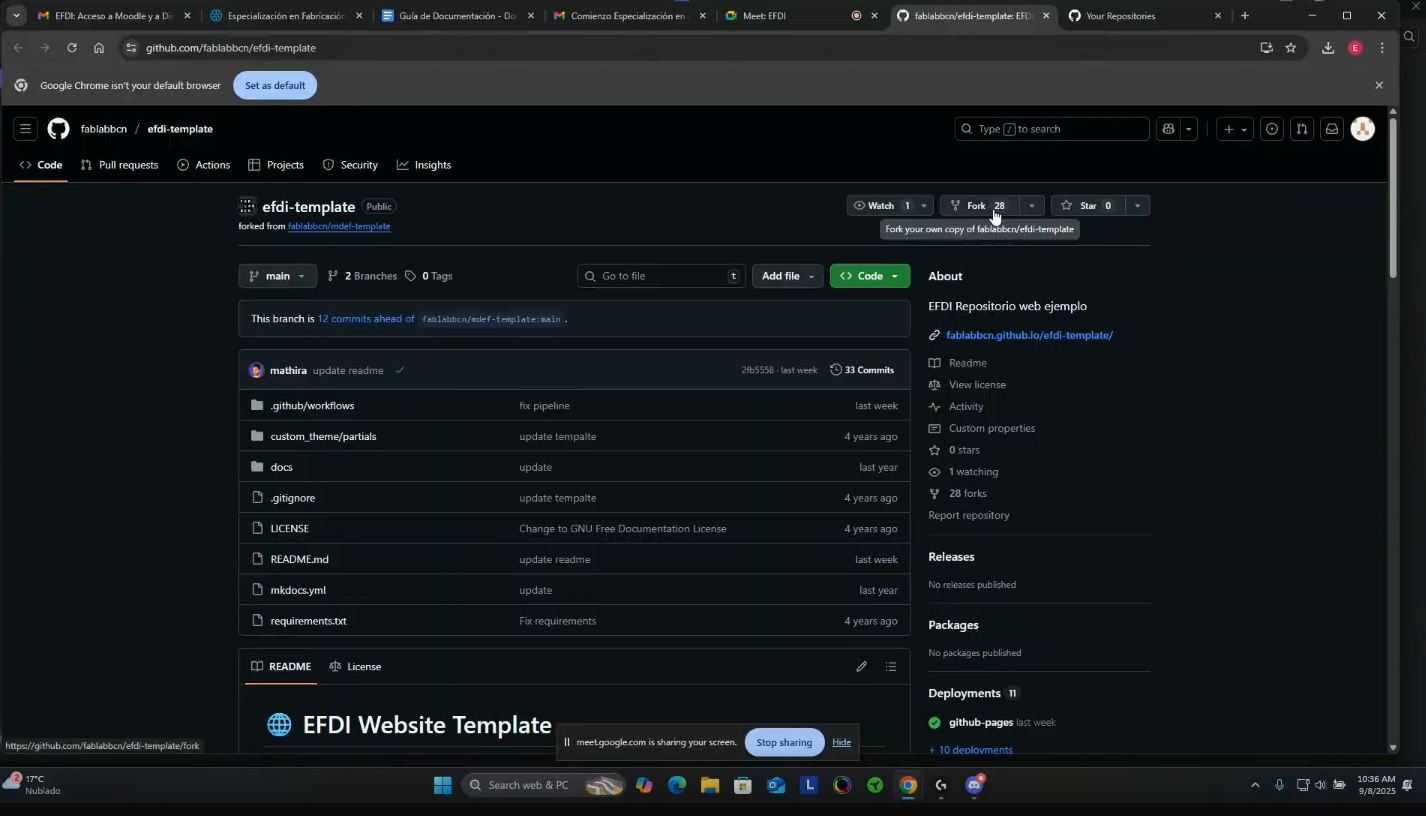 EFDI: Acceso a Moodle y a Dis
Especialización en Fabricación
Guía de Documentación - Do
Comienzo Especialización en
Meet: EFDI
fablabbcn/efdi-template: EFD
Your Repositories
github.com/fablabbcn/efdi-template
E
Google Chrome isn't your default browser
Set as default
fablabbcn / efdi-template
Type / to search
Code
Pull requests
Actions
Projects
Security
Insights
efdi-template
Public
Watch 1
Fork 28
Star 0
forked from fablabbcn/mdef-template
Fork your own copy of fablabbcn/efdi-template
main
2 Branches
0 Tags
Go to file
t
Add file
Code
About
EFDI Repositorio web ejemplo
This branch is 12 commits ahead of fablabbcn/mdef-template:main .
fablabbcn.github.io/efdi-template/
Readme
mathira update readme
2fb5558 · last week
33 Commits
View license
.github/workflows
fix pipeline
last week
Activity
Custom properties
custom_theme/partials
update tempalte
4 years ago
0 stars
docs
update
last year
1 watching
28 forks
.gitignore
update tempalte
4 years ago
Report repository
LICENSE
Change to GNU Free Documentation License
4 years ago
README.md
update readme
last week
Releases
No releases published
mkdocs.yml
update
last year
requirements.txt
Fix requirements
4 years ago
Packages
No packages published
README
License
Deployments 11
EFDI Website Template
github-pages last week
+ 10 deployments
https://github.com/fablabbcn/efdi-template/fork
meet.google.com is sharing your screen.
Stop sharing
Hide
2
17°C
Nublado
Search web & PC
L
10:36 AM
9/8/2025